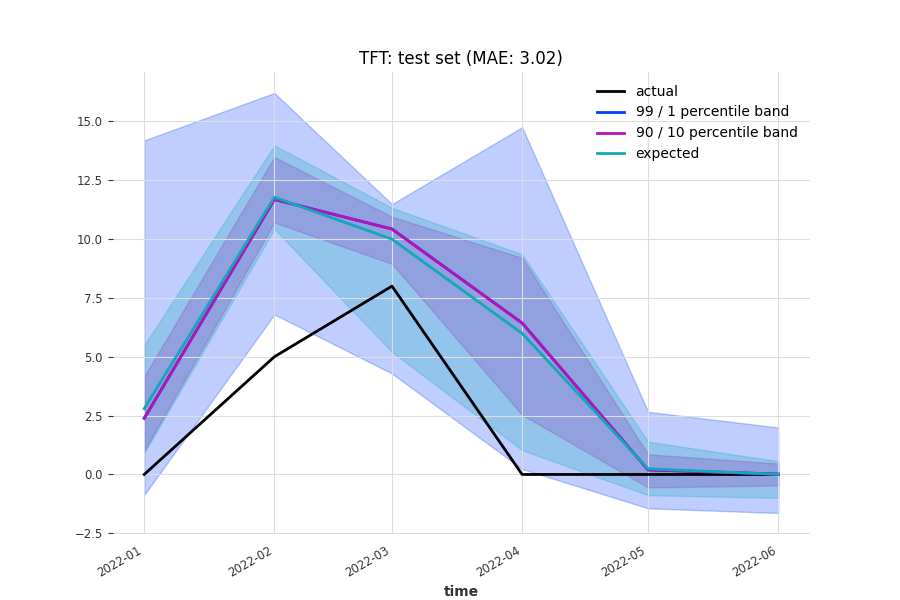 TFT: test set (MAE: 3.02)
actual
99 / 1 percentile band
90 / 10 percentile band
expected
15.0
12.5
10.0
7.5
5.0
2.5
0.0
−2.5
2022-01
2022-02
2022-03
2022-04
2022-05
2022-06
time